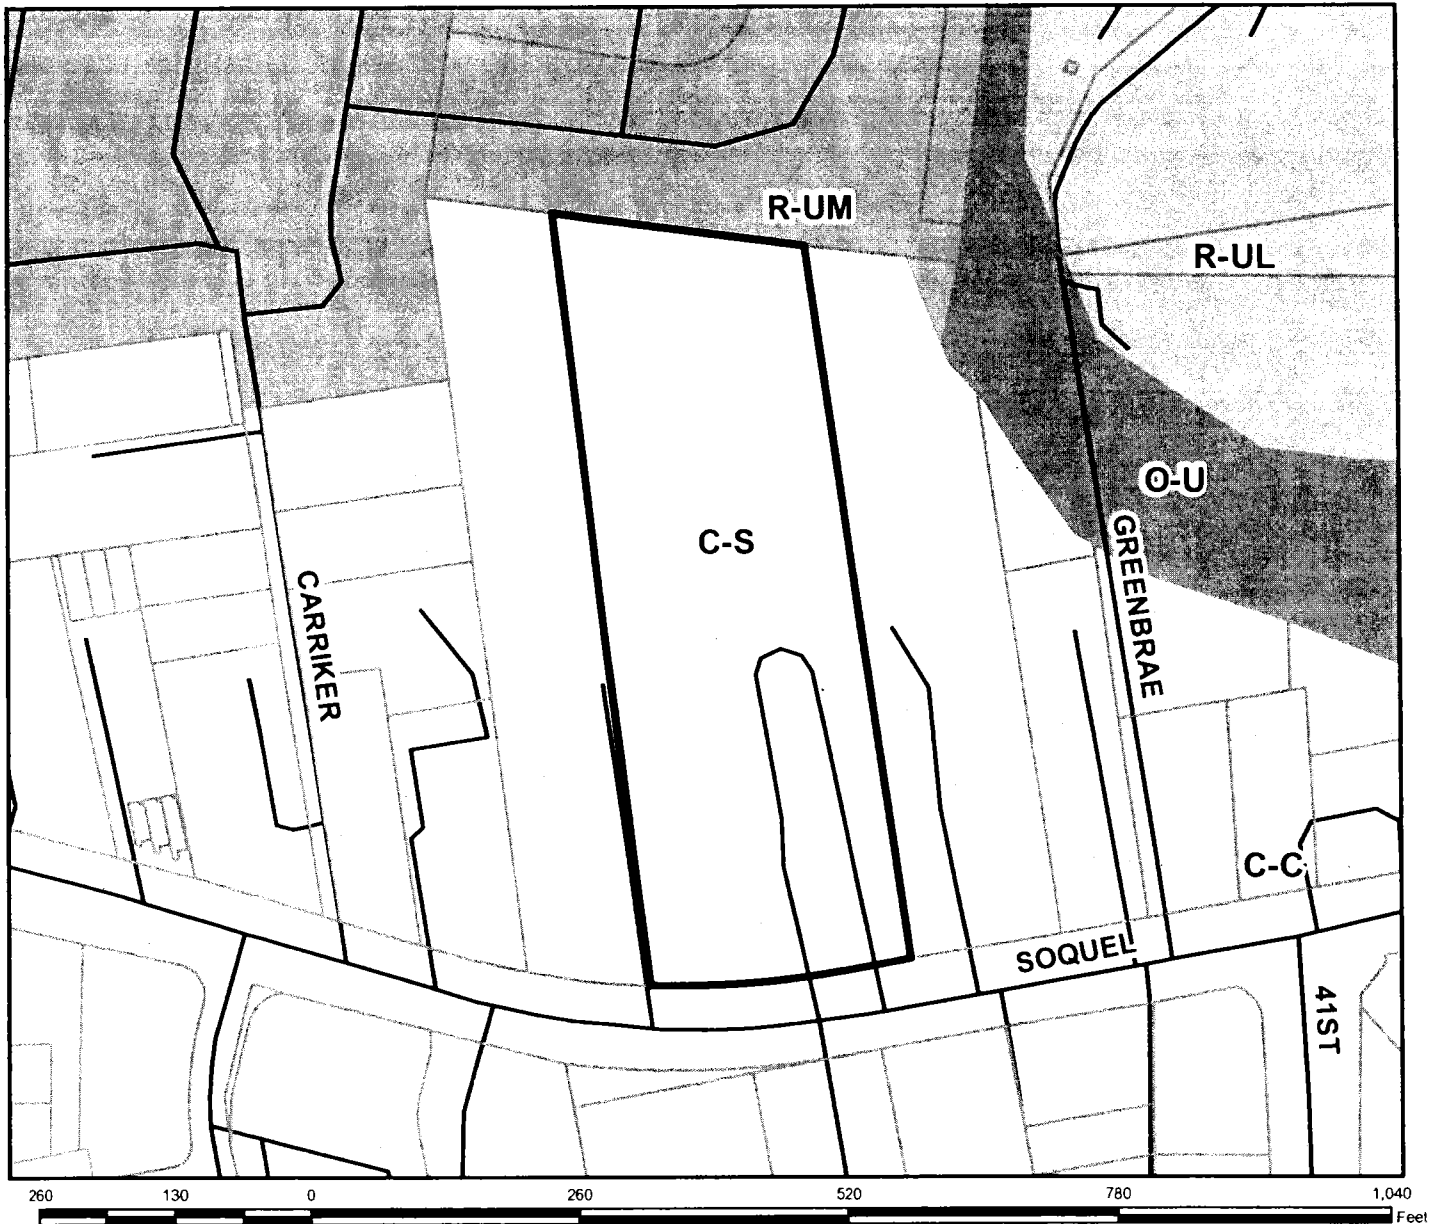 R-UM
R-UL
O-U
C-S
GREENBRAE
CARRIKER
C-C
SOQUEL
41ST
260 130 0 260 520 780 1,040
Feet